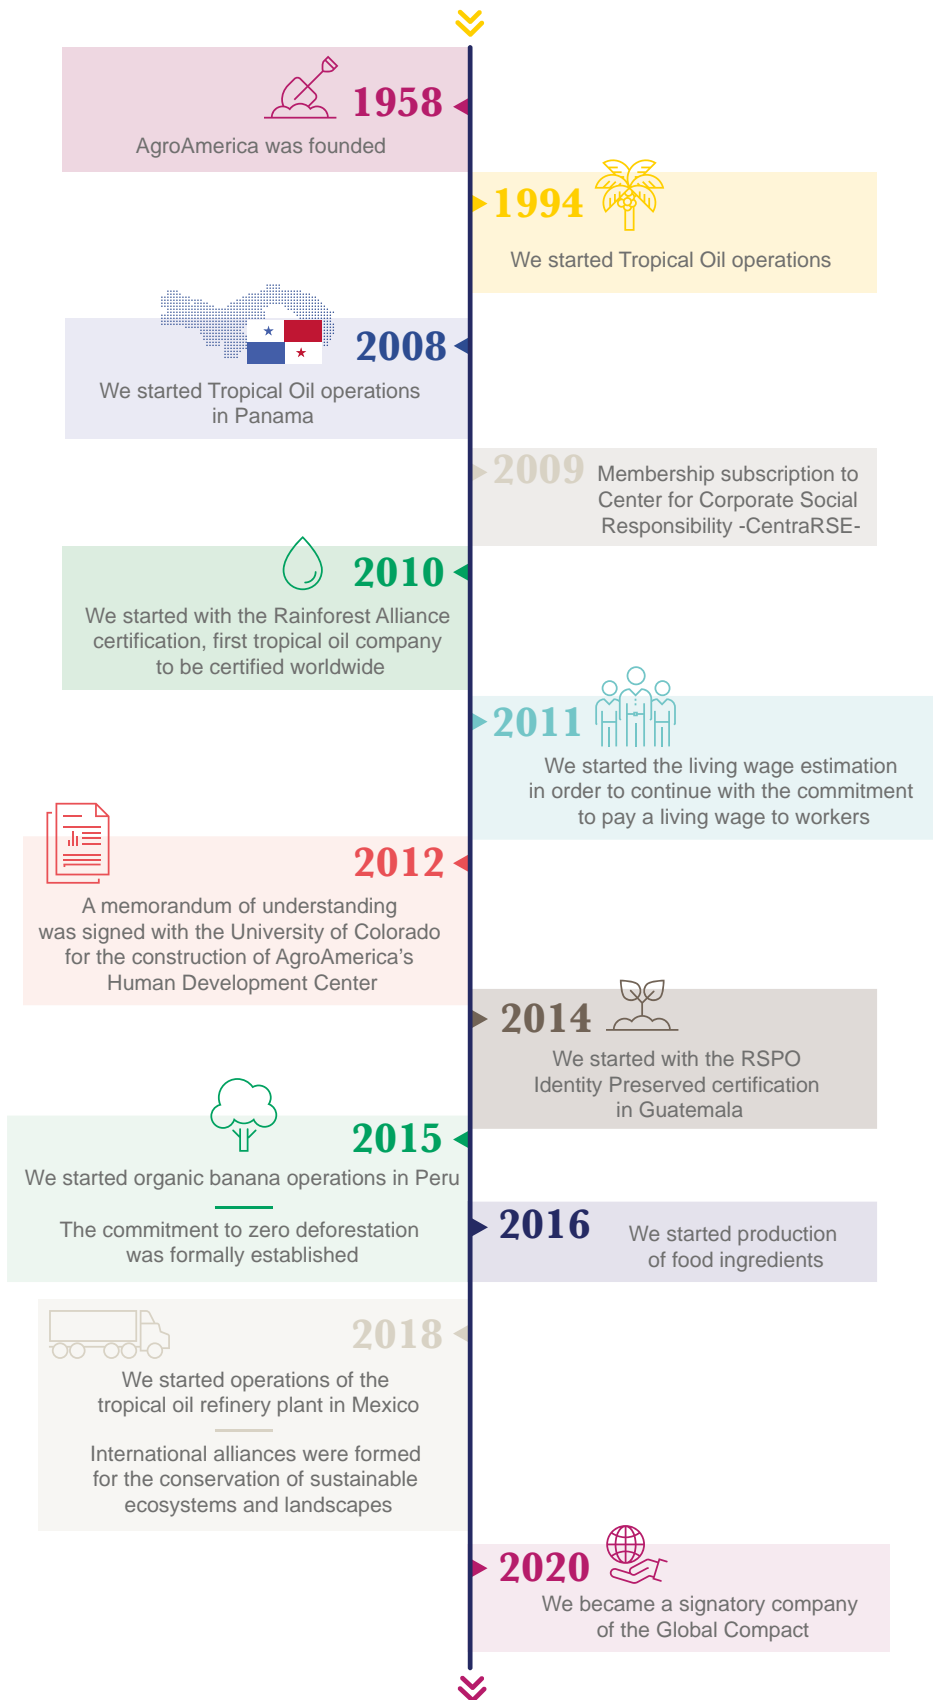 1958
AgroAmerica was founded
1994
We started Tropical Oil operations
2008
We started Tropical Oil operations
in Panama
2009
Membership subscription to
Center for Corporate Social
Responsibility -CentraRSE-
2010
We started with the Rainforest Alliance
certification, first tropical oil company
to be certified worldwide
2011
We started the living wage estimation
in order to continue with the commitment
to pay a living wage to workers
2012
A memorandum of understanding
was signed with the University of Colorado
for the construction of AgroAmerica's
Human Development Center
2014
We started with the RSPO
Identity Preserved certification
in Guatemala
2015
We started organic banana operations in Peru
The commitment to zero deforestation
was formally established
2016
We started production
of food ingredients
2018
We started operations of the
tropical oil refinery plant in Mexico
International alliances were formed
for the conservation of sustainable
ecosystems and landscapes
2020
We became a signatory company
of the Global Compact